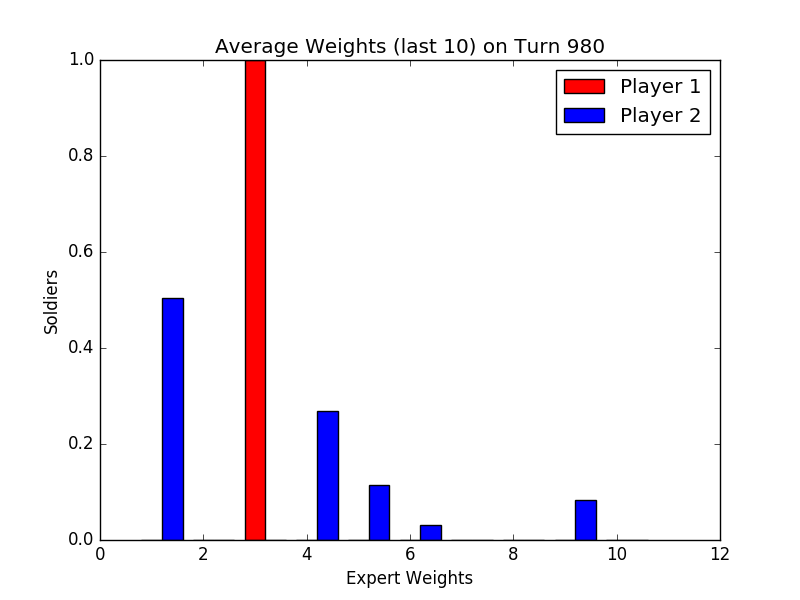 Average Weights (last 10) on Turn 980
Player 1
Player 2
1.0
0.8
0.6
0.4
0.2
0.0
Soldiers
0 2 4 6 8 10 12
Expert Weights